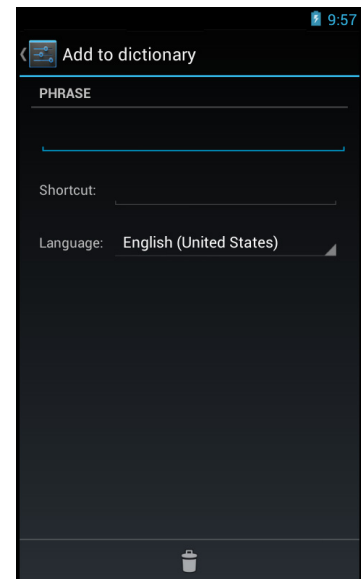 9:57
Add to dictionary
PHRASE
Shortcut:
Language: English (United States)